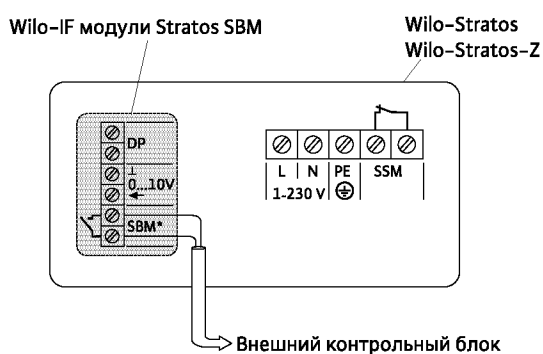 Wilo-IF модули Stratos SBM
Wilo-Stratos
Wilo-Stratos-Z
DP
⊥
0...10V
SBM*
L N PE SSM
1-230 V
Внешний контрольный блок